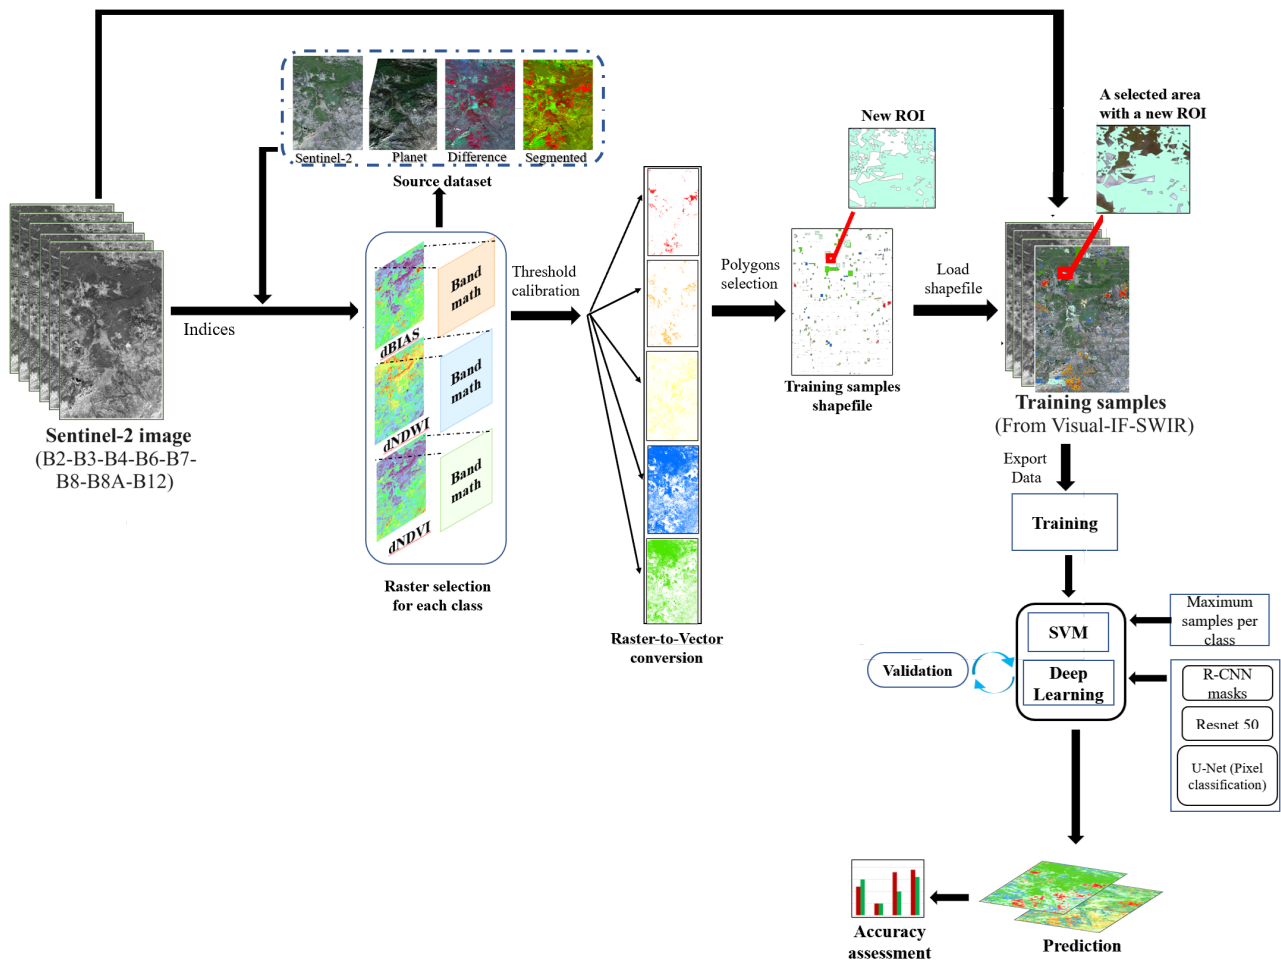 Sentinel-2
Planet
Difference
Segmented
Source dataset
New ROI
A selected area
with a new ROI
Indices
Sentinel-2 image
(B2-B3-B4-B6-B7-
B8-B8A-B12)
Band
math
dBIAS
Band
math
dNDWI
Band
math
dNDVI
Raster selection
for each class
Threshold
calibration
Raster-to-Vector
conversion
Polygons
selection
Training samples
shapefile
Load
shapefile
Training samples
(From Visual-IF-SWIR)
Export
Data
Training
SVM
Deep
Learning
Validation
Maximum
samples per
class
R-CNN
masks
Resnet 50
U-Net (Pixel
classification)
Prediction
Accuracy
assessment